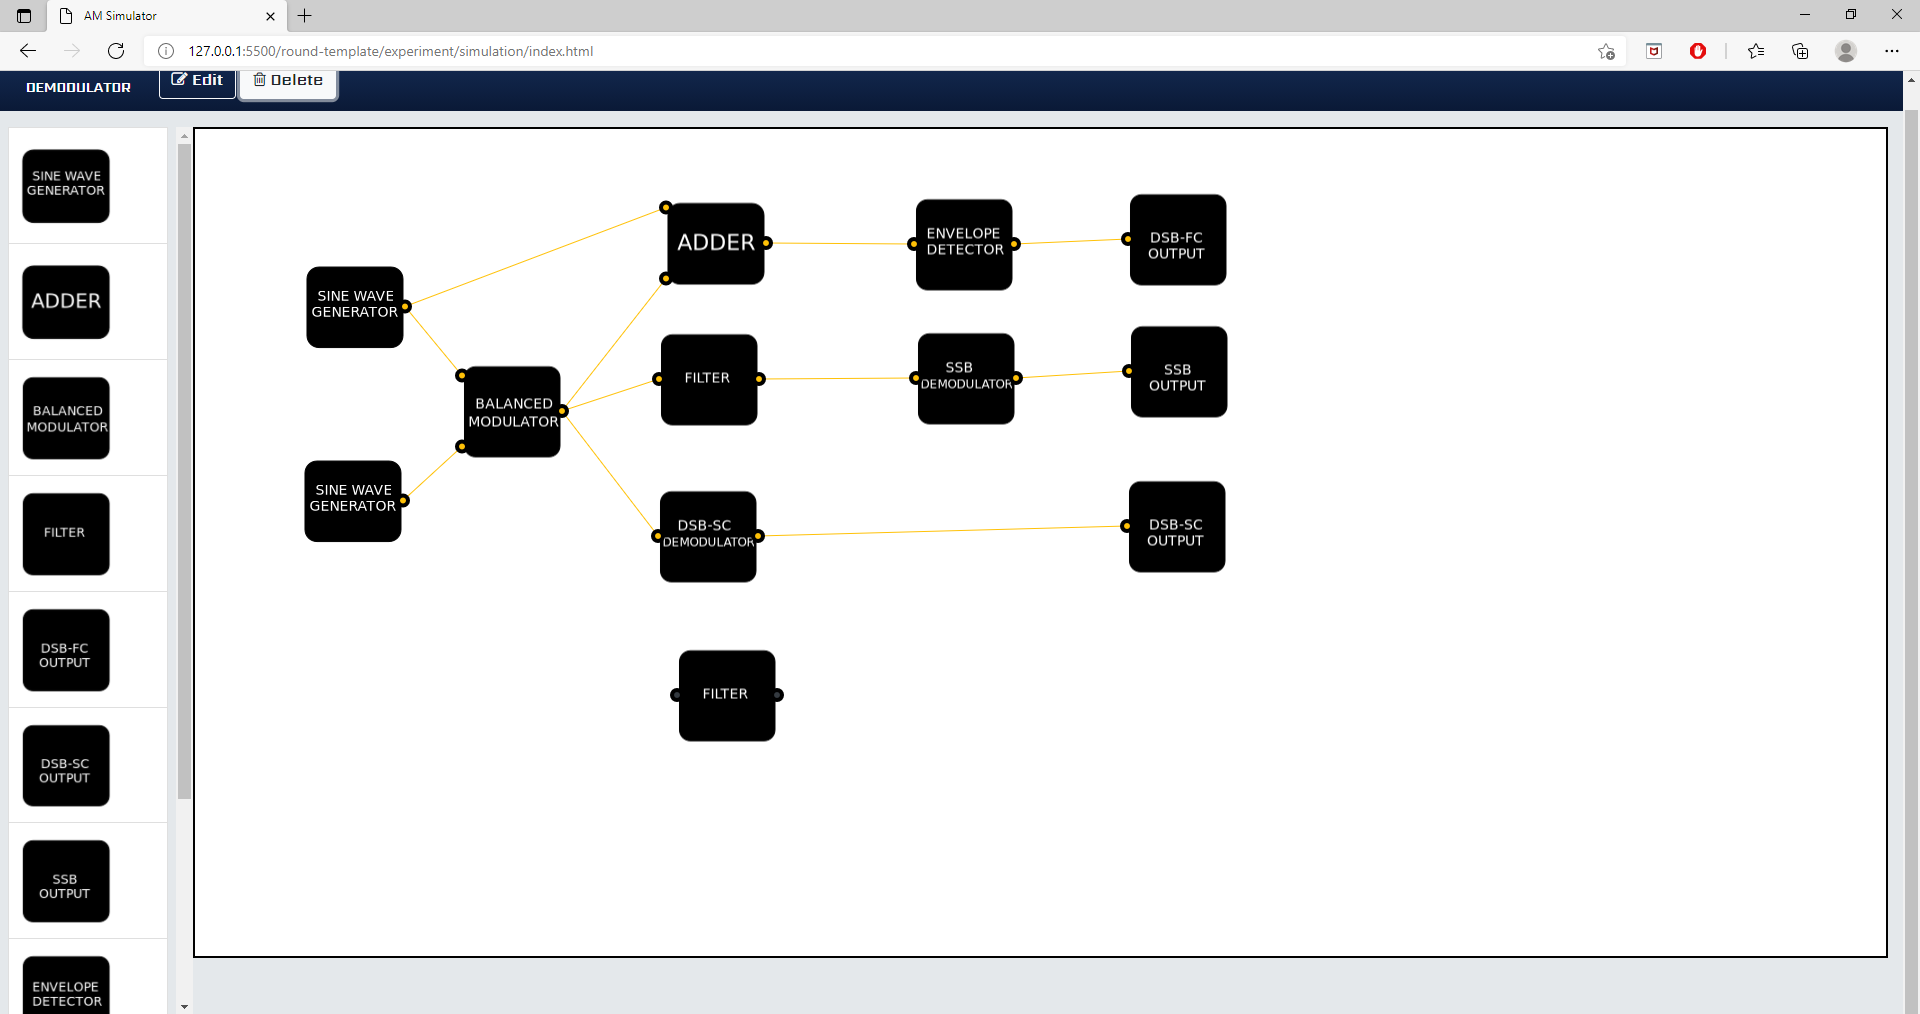 AM Simulator
127.0.0.1:5500/round-template/experiment/simulation/index.html
DEMODULATOR
Edit
Delete
SINE WAVE
GENERATOR
ADDER
BALANCED
MODULATOR
FILTER
DSB-FC
OUTPUT
DSB-SC
OUTPUT
SSB
OUTPUT
ENVELOPE
DETECTOR
SINE WAVE
GENERATOR
SINE WAVE
GENERATOR
BALANCED
MODULATOR
ADDER
ENVELOPE
DETECTOR
DSB-FC
OUTPUT
FILTER
SSB
DEMODULATOR
SSB
OUTPUT
DSB-SC
DEMODULATOR
DSB-SC
OUTPUT
FILTER